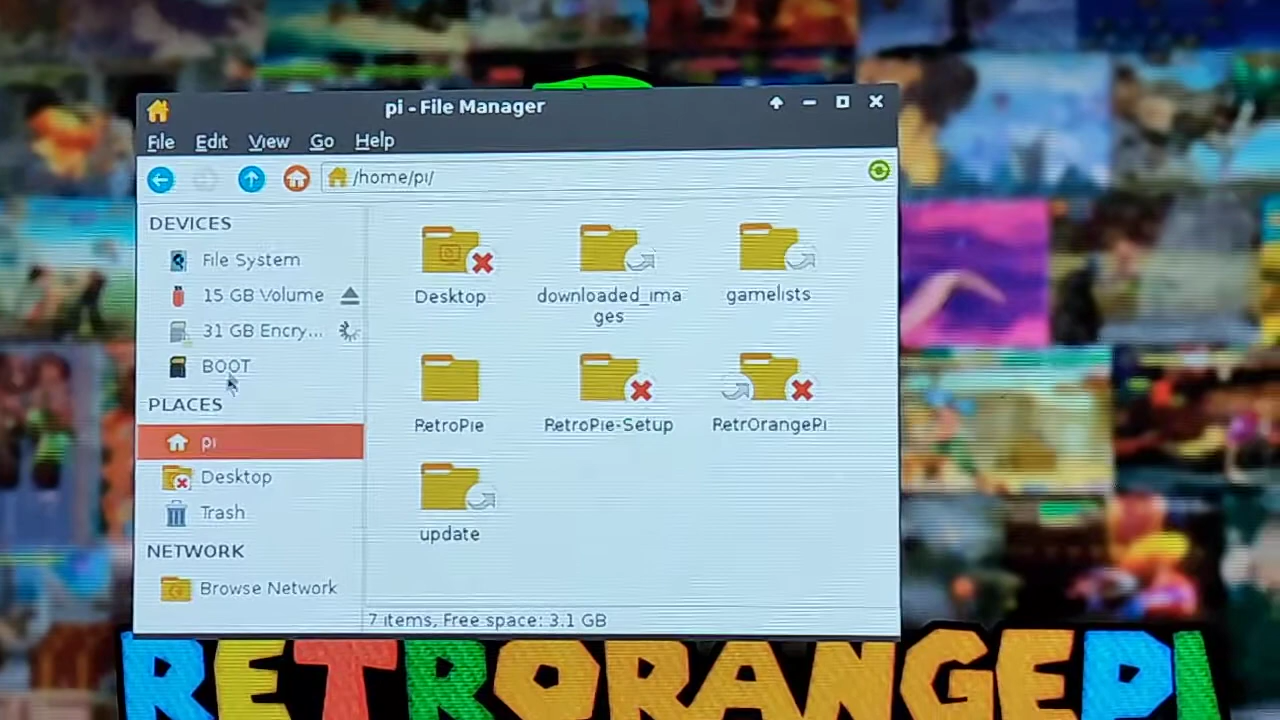 pi - File Manager
File Edit View Go Help
/home/pi/
DEVICES
File System
15 GB Volume
31 GB Encry...
BOOT
PLACES
pi
Desktop
Trash
NETWORK
Browse Network
Desktop
downloaded_ima
ges
gamelists
RetroPie
RetroPie-Setup
RetrOrangePi
update
7 items, Free space: 3.1 GB
RETRORANGEPI